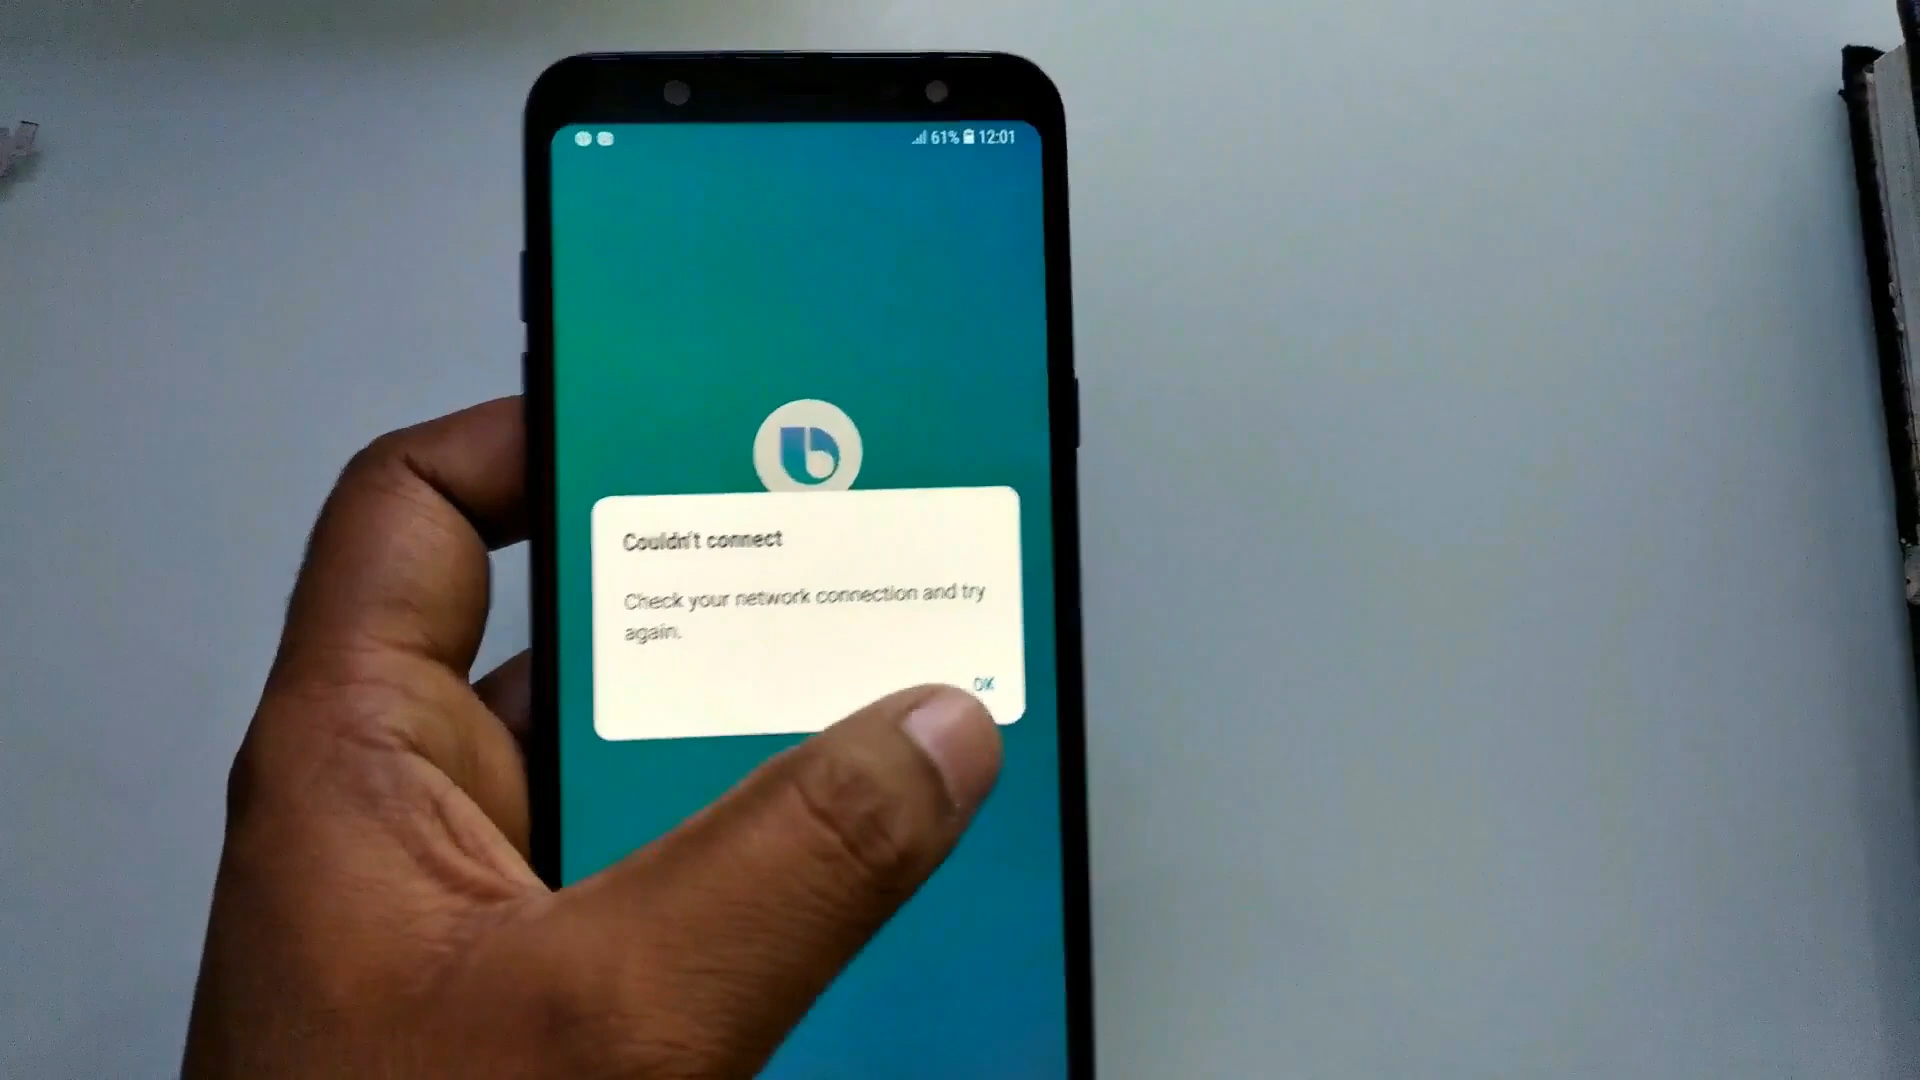 61% 12:01
Couldn't connect
Check your network connection and try
again.
OK